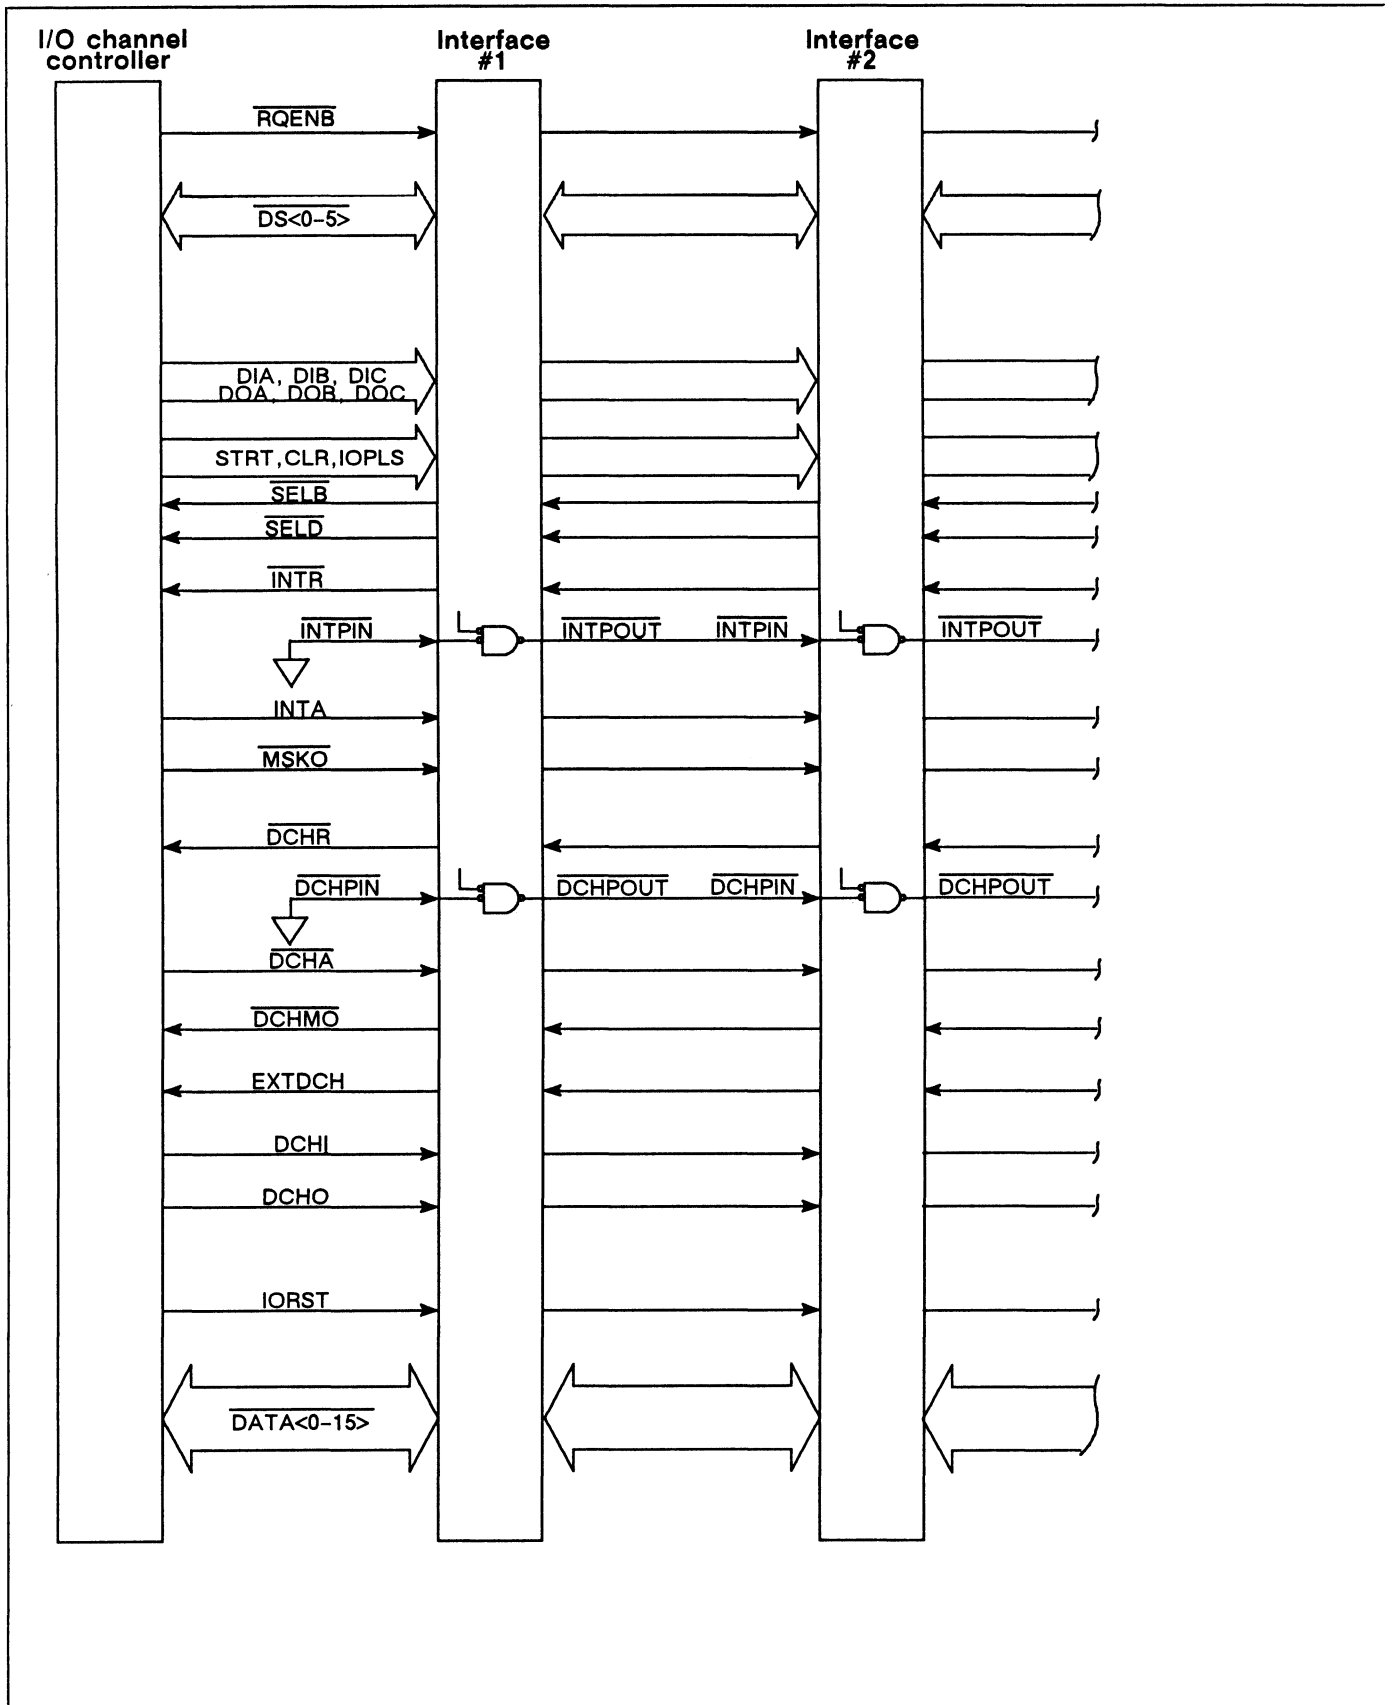 I/O channel
controller
Interface
#1
Interface
#2
RQENB
DS<0-5>
DIA, DIB, DIC
DOA, DOB, DOC
STRT,CLR,IOPLS
SELB
SELD
INTR
INTPIN
INTPOUT
INTPIN
INTPOUT
INTA
MSKO
DCHR
DCHPIN
DCHPOUT
DCHPIN
DCHPOUT
DCHA
DCHMO
EXTDCH
DCHI
DCHO
IORST
DATA<0-15>